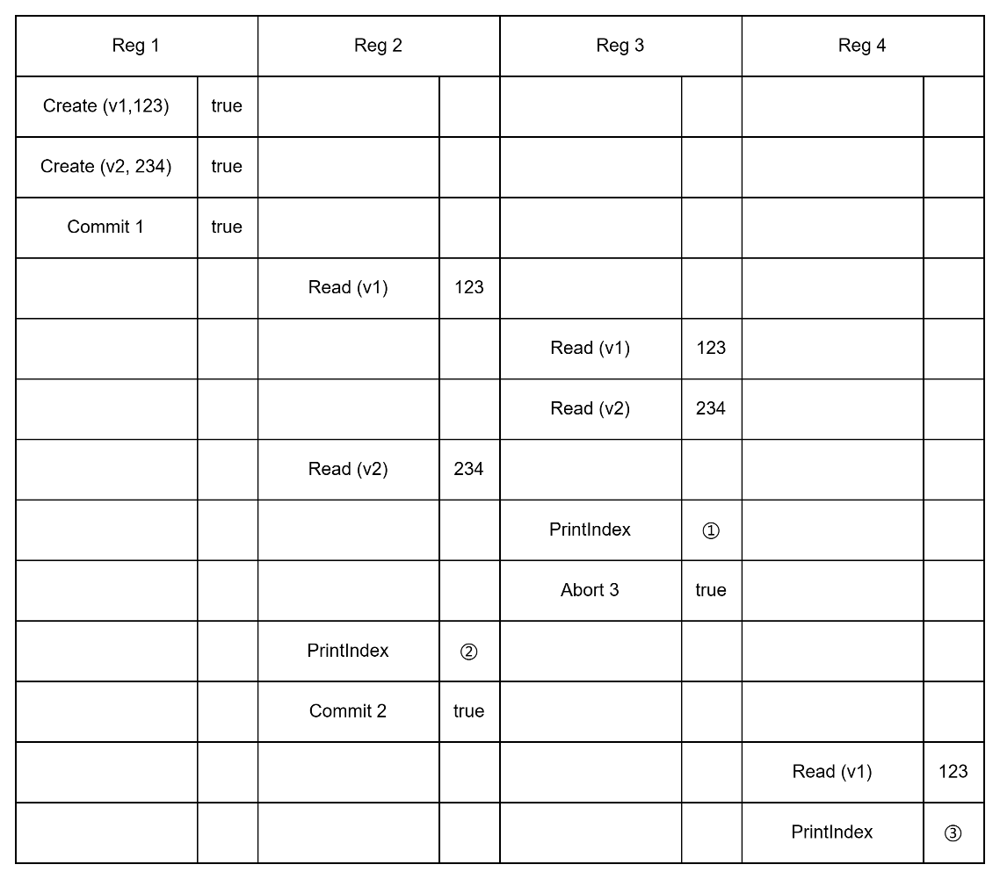 Reg 1 Reg 2 Reg 3 Reg 4
Create (v1,123) true
Create (v2, 234) true
Commit 1 true
Read (v1) 123
Read (v1) 123
Read (v2) 234
Read (v2) 234
PrintIndex ①
Abort 3 true
PrintIndex ②
Commit 2 true
Read (v1) 123
PrintIndex ③